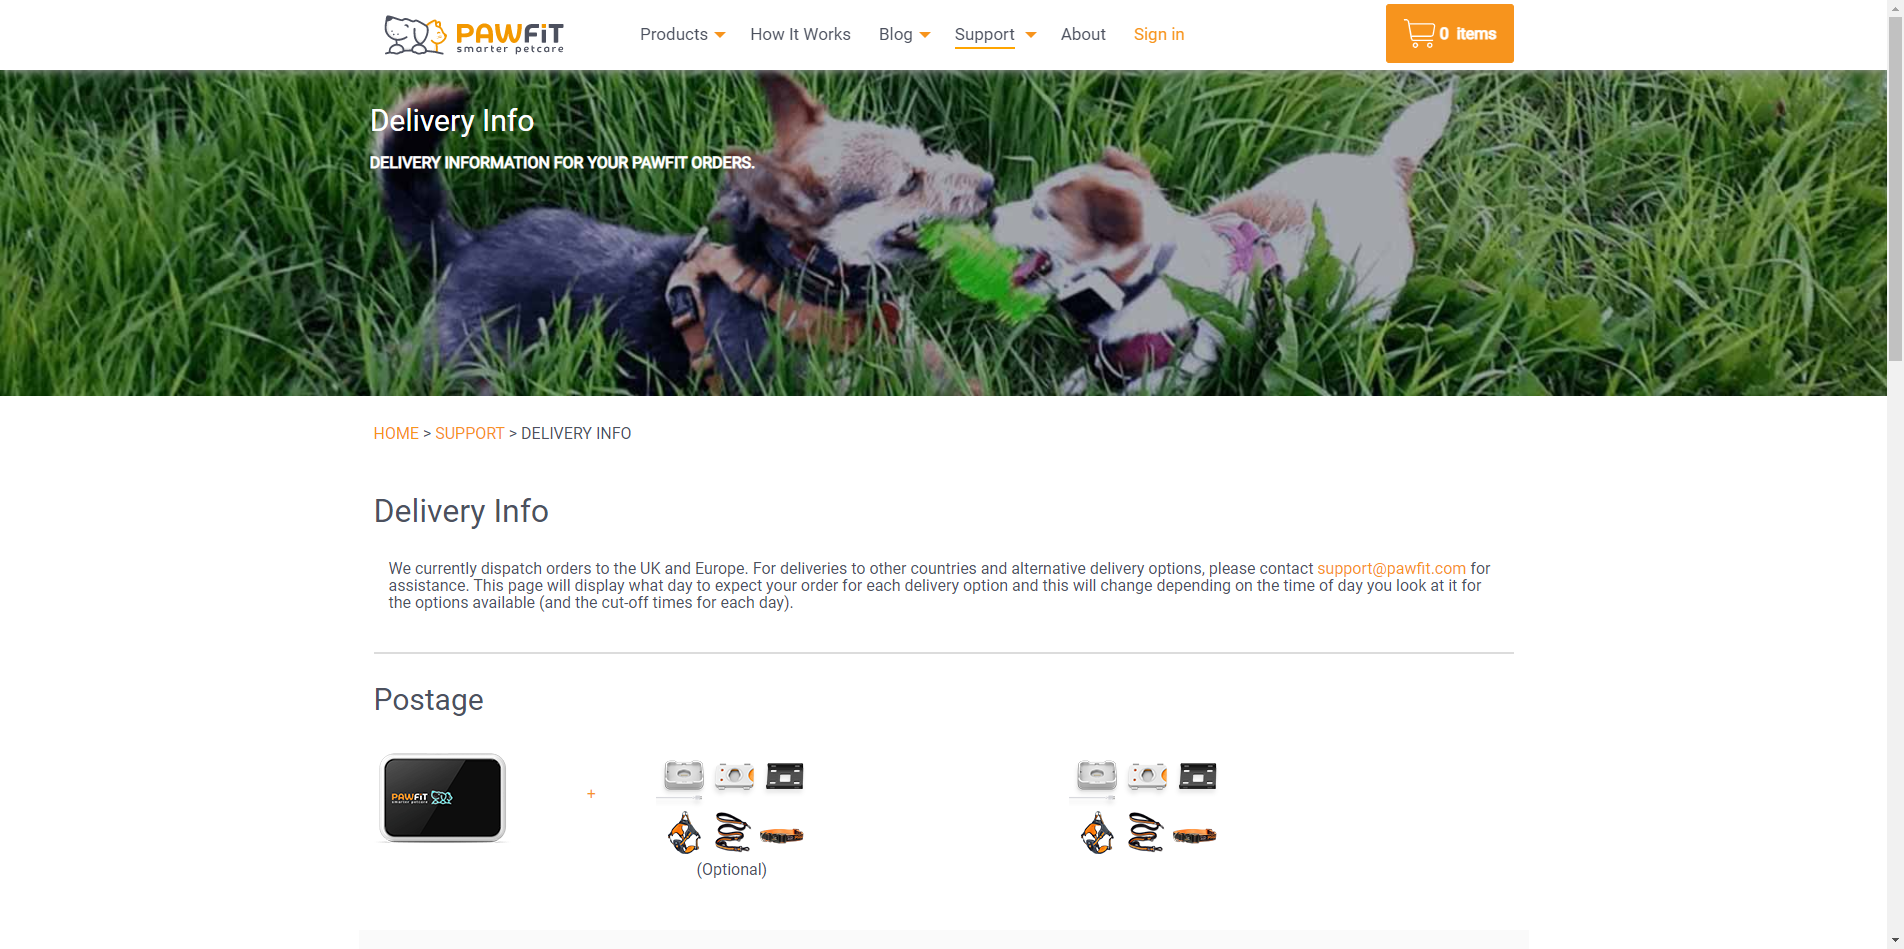 PAWFiT
smarter petcare
Products
How It Works
Blog
Support
About
Sign in
0 items
Delivery Info
DELIVERY INFORMATION FOR YOUR PAWFIT ORDERS.
HOME > SUPPORT > DELIVERY INFO
Delivery Info
We currently dispatch orders to the UK and Europe. For deliveries to other countries and alternative delivery options, please contact support@pawfit.com for
assistance. This page will display what day to expect your order for each delivery option and this will change depending on the time of day you look at it for
the options available (and the cut-off times for each day).
Postage
PAWFiT
smarter petcare
+
(Optional)